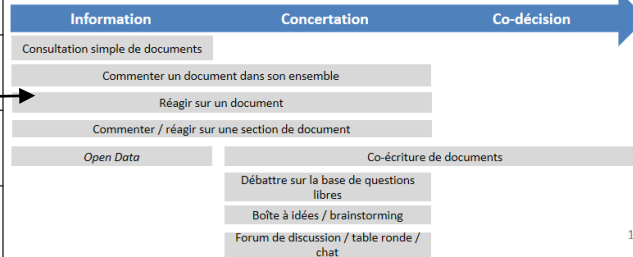 Information Concertation Co-décision
Consultation simple de documents
Commenter un document dans son ensemble
Réagir sur un document
Commenter / réagir sur une section de document
Open Data Co-écriture de documents
Débattre sur la base de questions
libres
Boîte à idées / brainstorming
Forum de discussion / table ronde /
chat
1